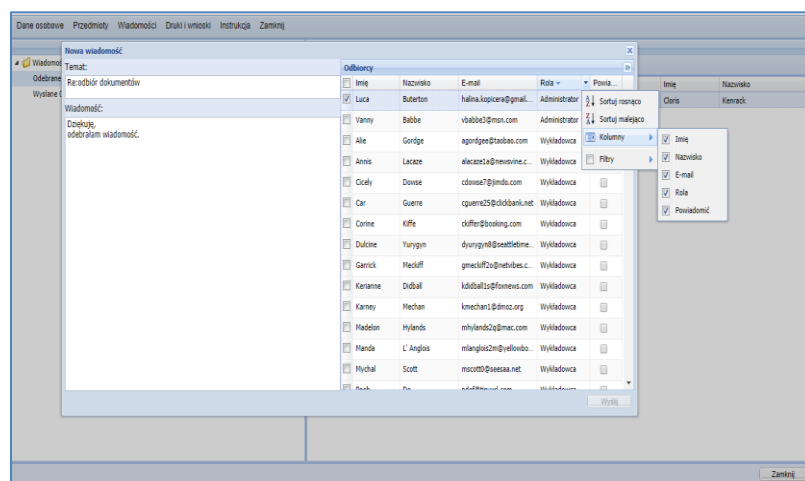 Dane osobowe Przedmioty Wiadomości Druki i wnioski Instrukcja Zamknij
Nowa wiadomość
Temat:
Re:odbiór dokumentów
Wiadomość:
Dziękuję,
odebrałam wiadomość.
Odbiorcy
Imię Nazwisko E-mail Rola Powia...
Luca Buterton halina.kopicera@gmail... Administrator
Vanny Babbe vbabbe3@msn.com Administrator
Alie Gordge agordgee@taobao.com Wykładowca
Annis Lacaze alacaze1a@newsvine.c... Wykładowca
Cicely Dowse cdowse7@jimdo.com Wykładowca
Car Guerre cguerre25@clickbank.net Wykładowca
Corine Kiffe ckiffer@booking.com Wykładowca
Dulcine Yurygyn dyurygyn8@seattletime... Wykładowca
Garrick Meckiff gmeckiff2o@netvibes.c... Wykładowca
Kerianne Didball kdidball1s@foxnews.com Wykładowca
Karney Mechan kmechan1@dmoz.org Wykładowca
Madelon Hylands mhylands2q@mac.com Wykładowca
Manda L' Anglois mlanglois2m@yellowbo... Wykładowca
Mychal Scott mscott0@seesaa.net Wykładowca
Wyślij
Sortuj rosnąco
Sortuj malejąco
Kolumny
Filtry
Imię
Nazwisko
E-mail
Rola
Powiadomić
Wiadomoś
Odebrane
Wysłane
Imię Nazwisko
Cloris Kenrack
Zamknij